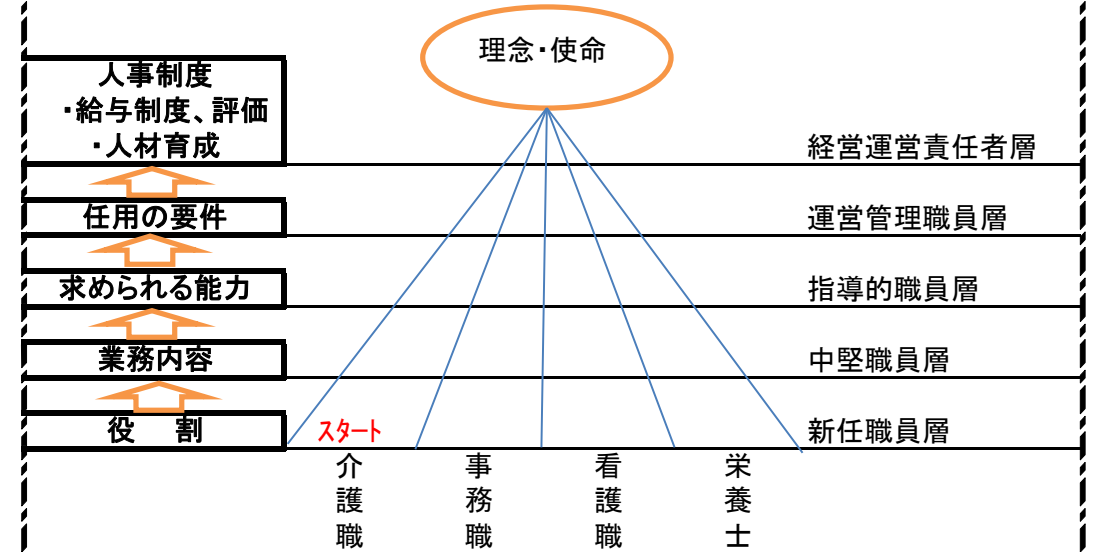 理念・使命
人事制度
・給与制度、評価
・人材育成
経営運営責任者層
任用の要件
運営管理職員層
求められる能力
指導的職員層
業務内容
中堅職員層
役　割
スタート
新任職員層
介護職
事務職
看護職
栄養士